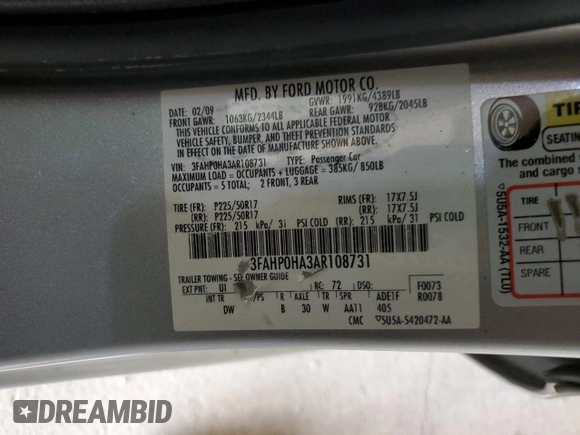 MFD. BY FORD MOTOR CO.
02/09 GVWR: 1991KG/4389LB
FRONT GAWR: 1063KG/2344LB REAR GAWR: 928KG/2045LB
THIS VEHICLE CONFORMS TO ALL APPLICABLE FEDERAL MOTOR
VEHICLE SAFETY, BUMPER, AND THEFT PREVENTION STANDARDS
IN EFFECT ON THE DATE OF MANUFACTURE SHOWN ABOVE.
VIN: 3FAHP0HA3AR108731 TYPE: Passenger Car
MAXIMUM LOAD = OCCUPANTS + LUGGAGE = 385KG/ 850LB
OCCUPANTS = 5 TOTAL: 2 FRONT, 3 REAR
TIRE (FR): P225/50R17 RIMS (FR): 17X7.5J
(RR): P225/50R17 (RR): 17X7.5J
PRESSURE (FR): 215 kPa/ 31 PSI COLD (RR): 215 kPa/ 31 PSI COLD
3FAHP0HA3AR108731
TRAILER TOWING - SEE OWNER GUIDE
EXT PNT: UI RC: 72 DSO: F0073
INT TR /PS B AXLE TR SPR ADE1F R0078
DW B 30 W AA11 405
CMC ▽5U5A-5420472-AA
TI
SEATIN
The combined
and cargo s
TIRE
FRONT
REAR
SPARE
▽5U5A-1532-AA (TLD)
DREAMBID